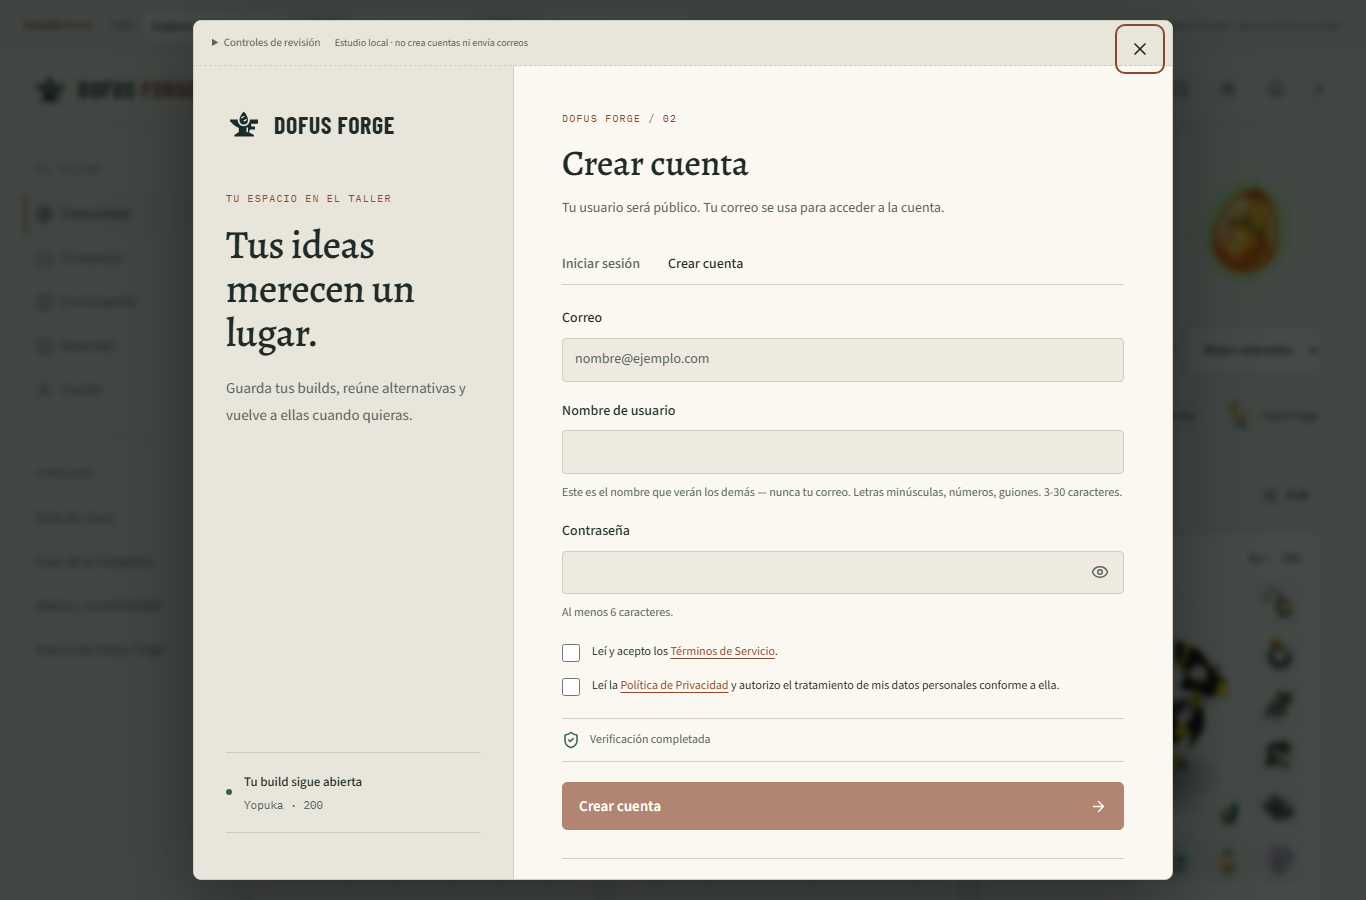 Controles de revisión
Estudio local · no crea cuentas ni envía correos
DOFUS FORGE
TU ESPACIO EN EL TALLER
Tus ideas
merecen un
lugar.
Guarda tus builds, reúne alternativas y
vuelve a ellas cuando quieras.
Tu build sigue abierta
Yopuka · 200
DOFUS FORGE / 02
Crear cuenta
Tu usuario será público. Tu correo se usa para acceder a la cuenta.
Iniciar sesión
Crear cuenta
Correo
nombre@ejemplo.com
Nombre de usuario
Este es el nombre que verán los demás — nunca tu correo. Letras minúsculas, números, guiones. 3-30 caracteres.
Contraseña
Al menos 6 caracteres.
Leí y acepto los Términos de Servicio.
Leí la Política de Privacidad y autorizo el tratamiento de mis datos personales conforme a ella.
Verificación completada
Crear cuenta
DOFUS FORGE
Comunidad